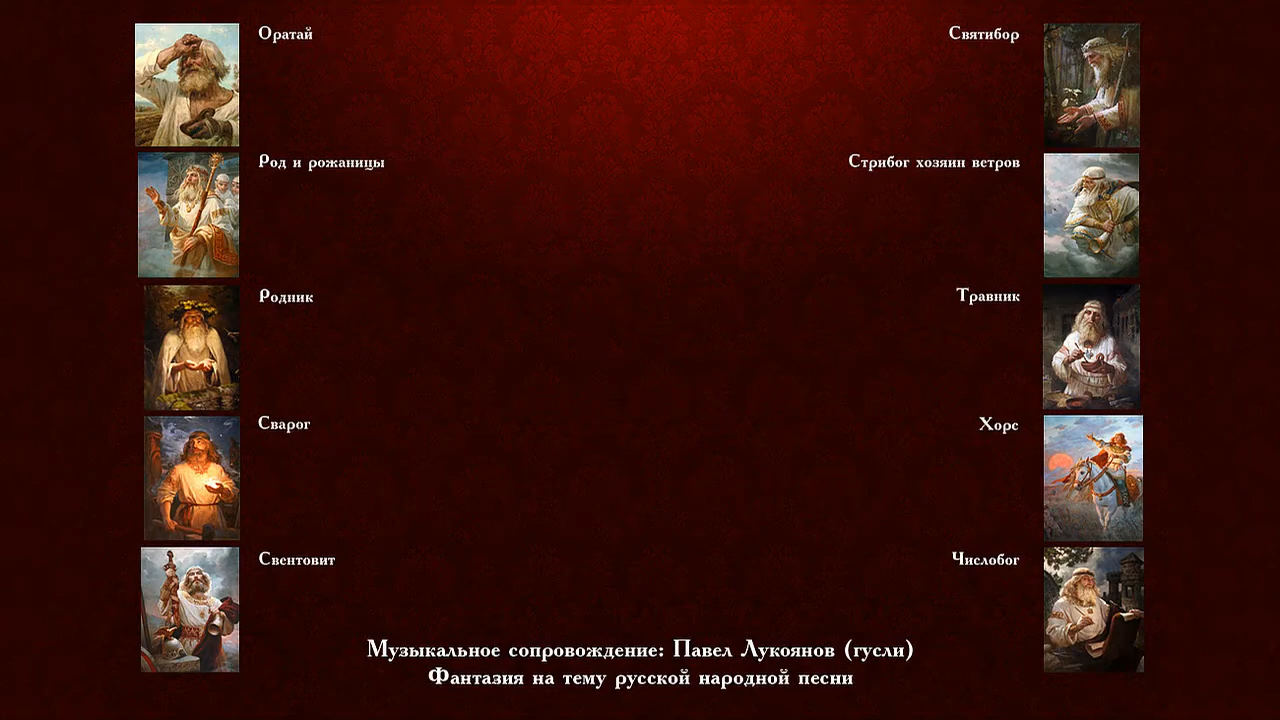 Оратай
Святибор
Род и рожаницы
Стрибог хозяин ветров
Родник
Травник
Сварог
Хорс
Свентовит
Числобог
Музыкальное сопровождение: Павел Лукоянов (гусли)
Фантазия на тему русской народной песни